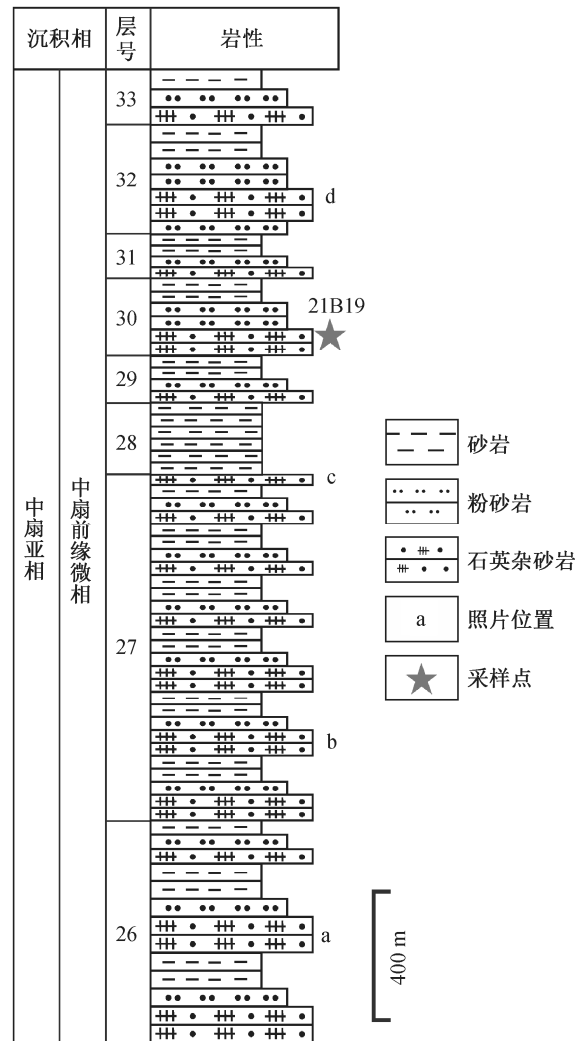 沉积相
层号
岩性
33
32
d
31
21B19
30
29
28
c
中扇亚相
中扇前缘微相
27
b
26
a
砂岩
粉砂岩
石英杂砂岩
a
照片位置
采样点
400 m